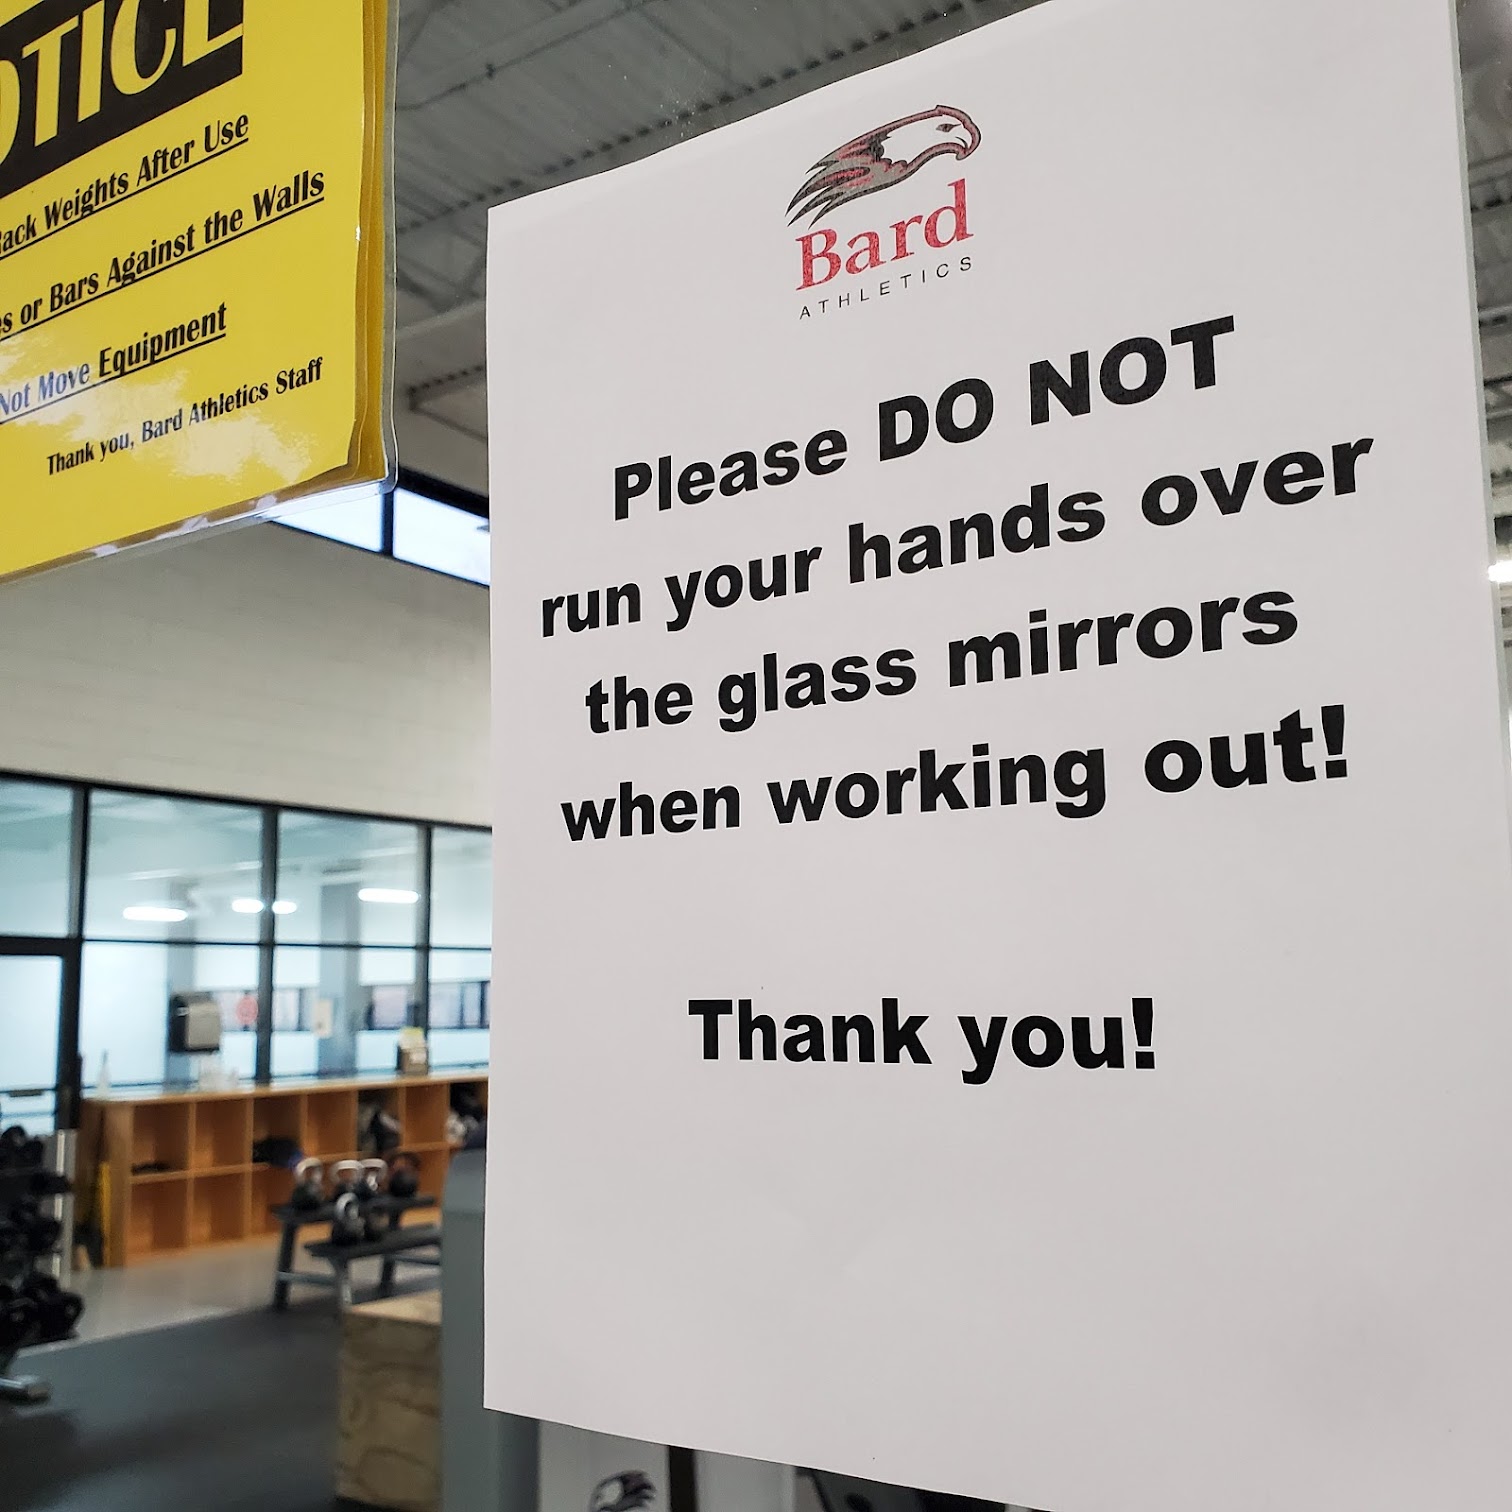 Weights After Use
or Bars Against the Walls
Not Move Equipment
Thank you, Bard Athletics Staff
Bard
ATHLETICS
Please DO NOT
run your hands over
the glass mirrors
when working out!
Thank you!